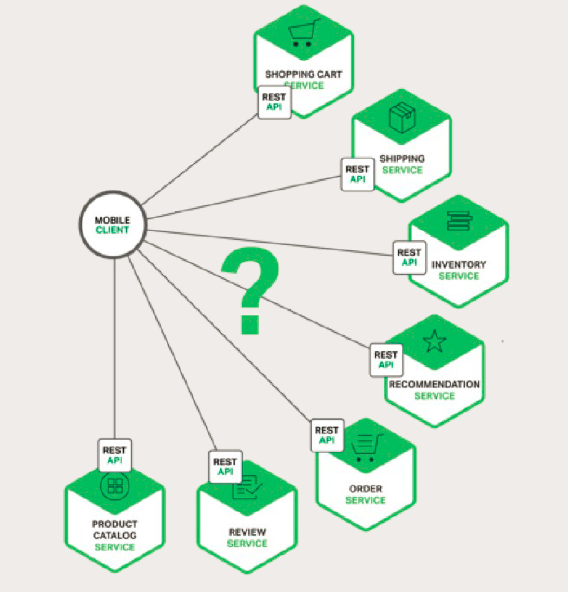 SHOPPING CART
SERVICE
REST
API
SHIPPING
SERVICE
REST
API
MOBILE
CLIENT
INVENTORY
SERVICE
REST
API
?
RECOMMENDATION
SERVICE
REST
API
ORDER
SERVICE
REST
API
REVIEW
SERVICE
REST
API
PRODUCT
CATALOG
SERVICE
REST
API